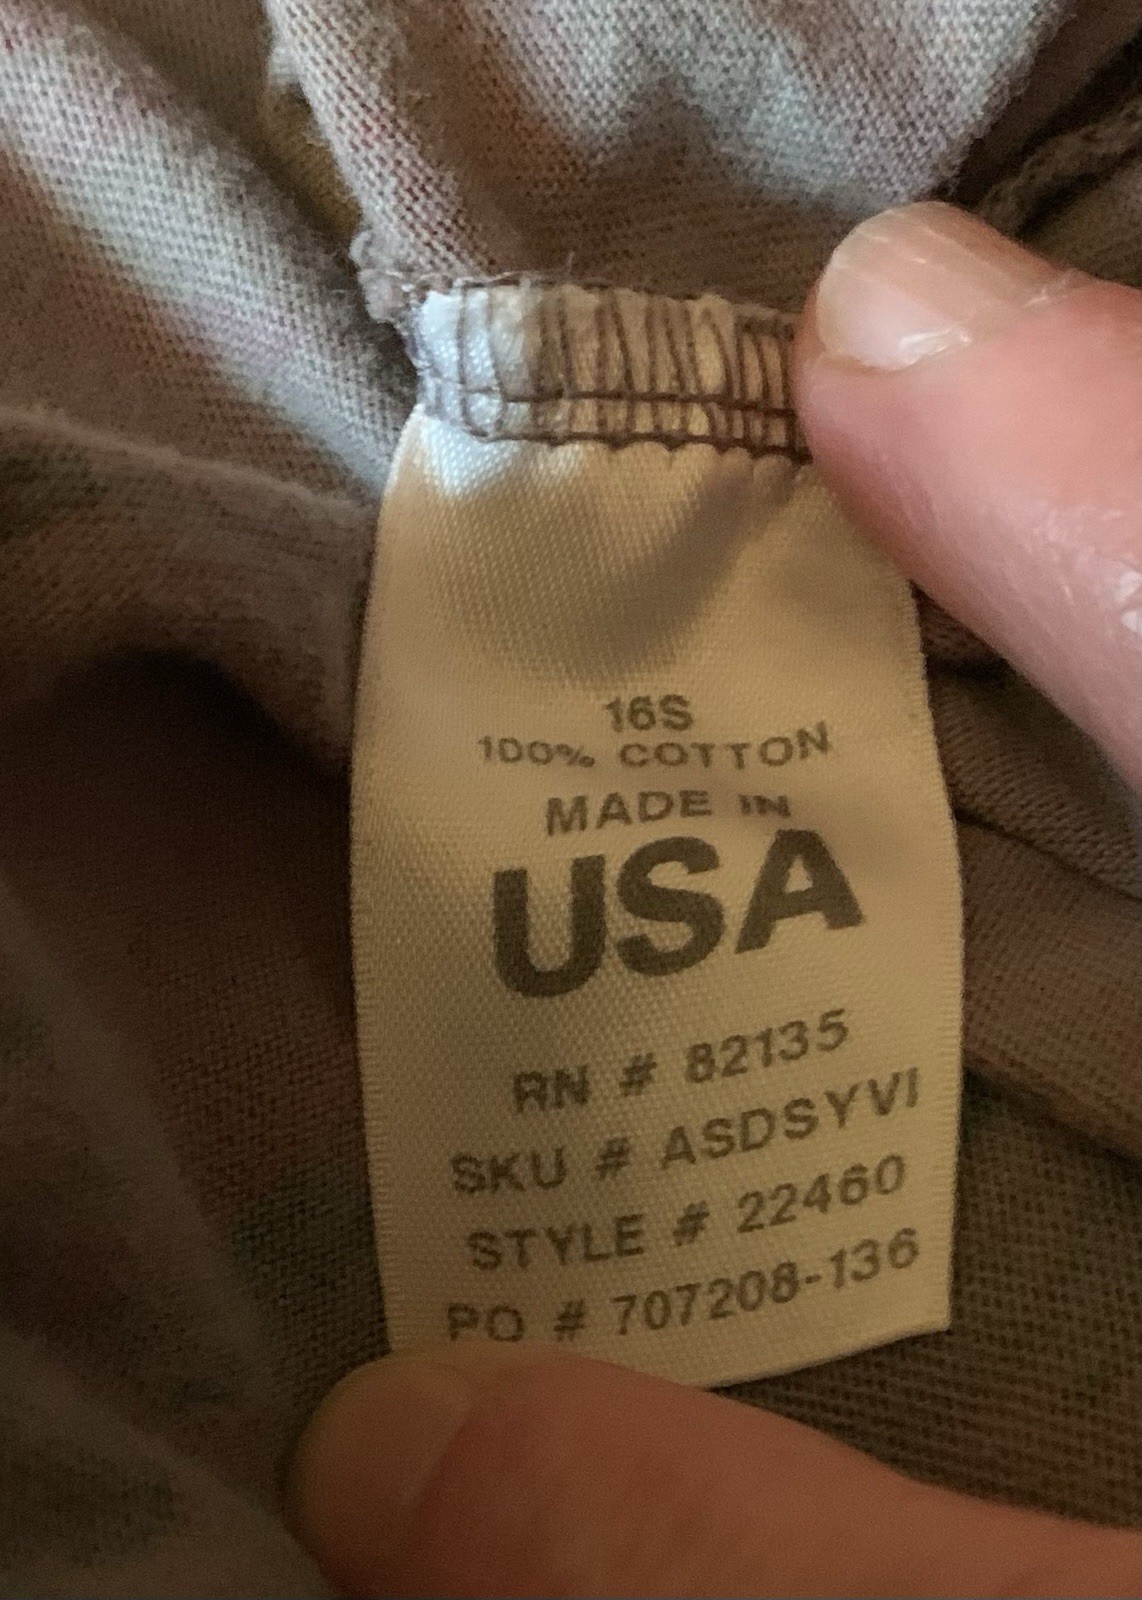 16S
100% COTTON
MADE IN
USA
RN # 82135
SKU # ASDSYVI
STYLE # 22460
PO # 707208-136